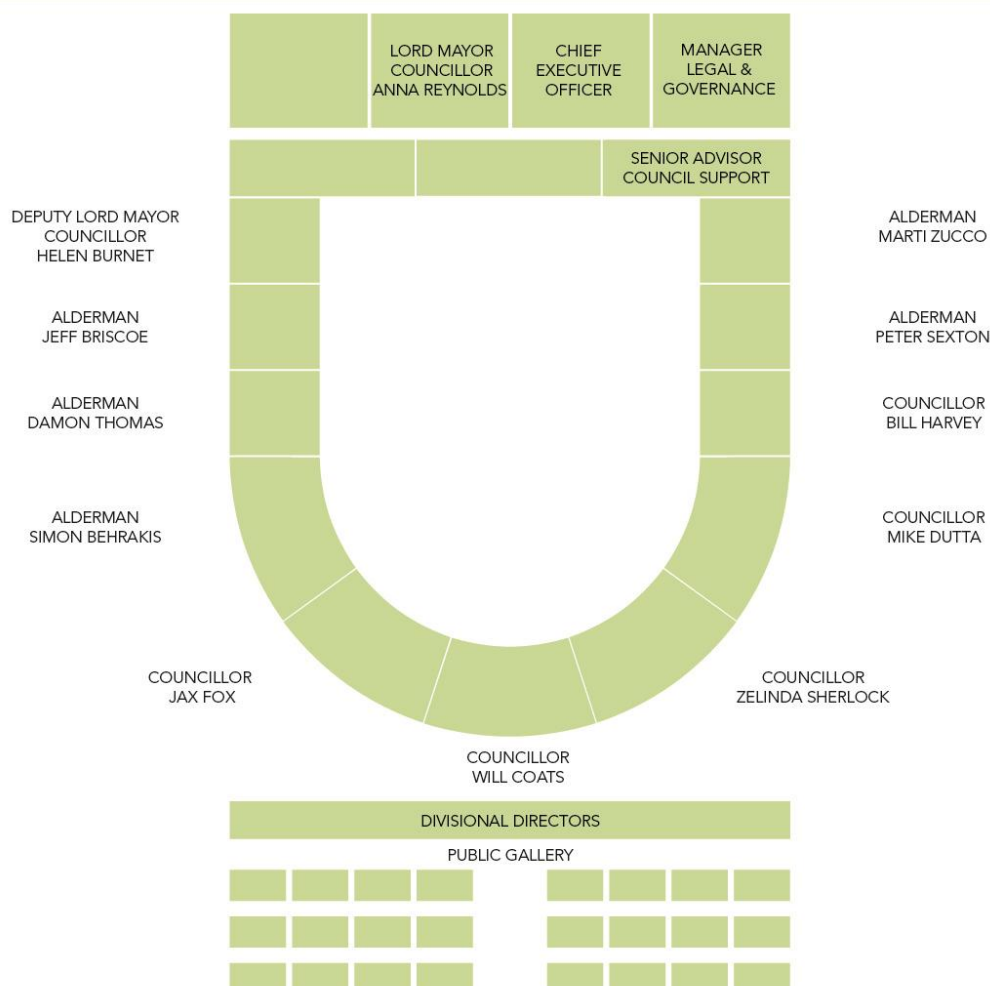 LORD MAYOR
COUNCILLOR
ANNA REYNOLDS
CHIEF
EXECUTIVE
OFFICER
MANAGER
LEGAL &
GOVERNANCE
SENIOR ADVISOR
COUNCIL SUPPORT
DEPUTY LORD MAYOR
COUNCILLOR
HELEN BURNET
ALDERMAN
MARTI ZUCCO
ALDERMAN
JEFF BRISCOE
ALDERMAN
PETER SEXTON
ALDERMAN
DAMON THOMAS
COUNCILLOR
BILL HARVEY
ALDERMAN
SIMON BEHRAKIS
COUNCILLOR
MIKE DUTTA
COUNCILLOR
JAX FOX
COUNCILLOR
ZELINDA SHERLOCK
COUNCILLOR
WILL COATS
DIVISIONAL DIRECTORS
PUBLIC GALLERY